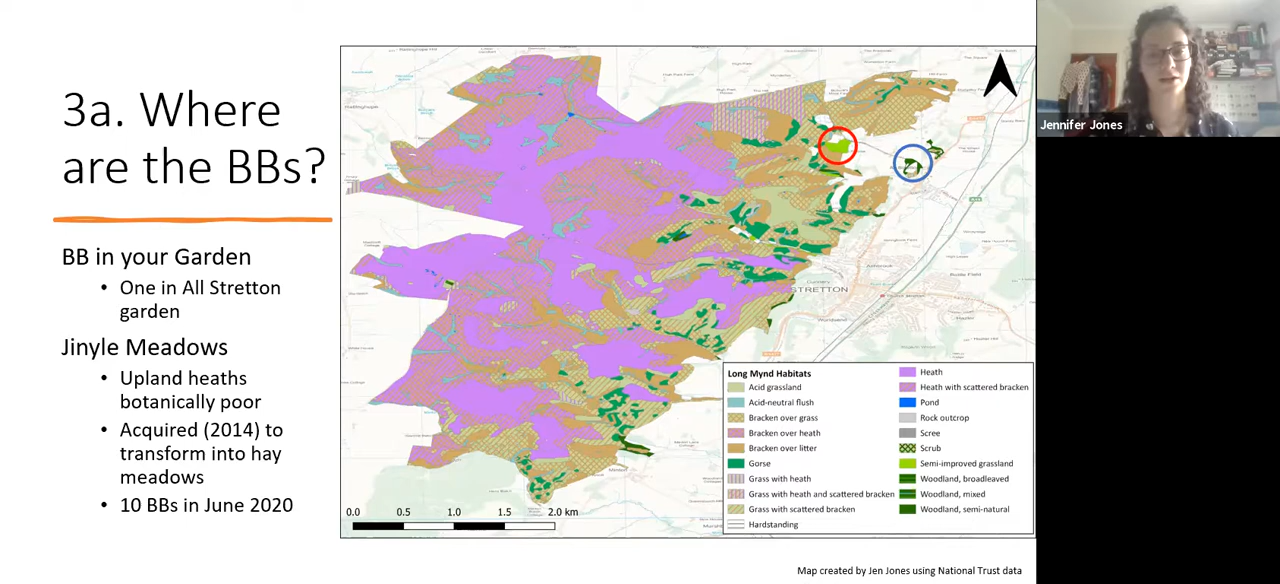 3a. Where
are the BBs?
BB in your Garden
• One in All Stretton
garden
Jinyle Meadows
• Upland heaths
botanically poor
• Acquired (2014) to
transform into hay
meadows
• 10 BBs in June 2020
STRETTON
0.0 0.5 1.0 1.5 2.0 km
Long Mynd Habitats
Acid grassland
Acid-neutral flush
Bracken over grass
Bracken over heath
Bracken over litter
Gorse
Grass with heath
Grass with heath and scattered bracken
Grass with scattered bracken
Hardstanding
Heath
Heath with scattered bracken
Pond
Rock outcrop
Scree
Scrub
Semi-improved grassland
Woodland, broadleaved
Woodland, mixed
Woodland, semi-natural
Map created by Jen Jones using National Trust data
Jennifer Jones